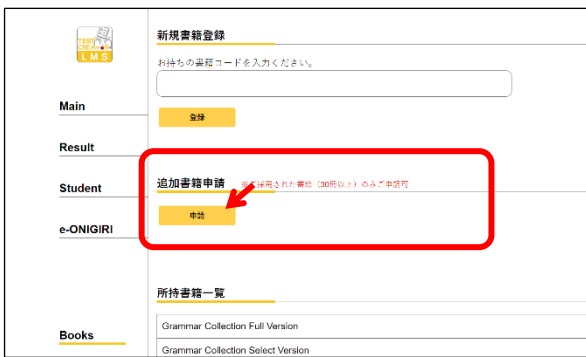 TEST
CREATOR
LMS
Main
Result
Student
e-ONIGIRI
Books
新規書籍登録
お持ちの書籍コードを入力ください。
登録
追加書籍申請 ※ご採用された書籍（30冊以上）のみご申請可
申請
所持書籍一覧
Grammar Collection Full Version
Grammar Collection Select Version